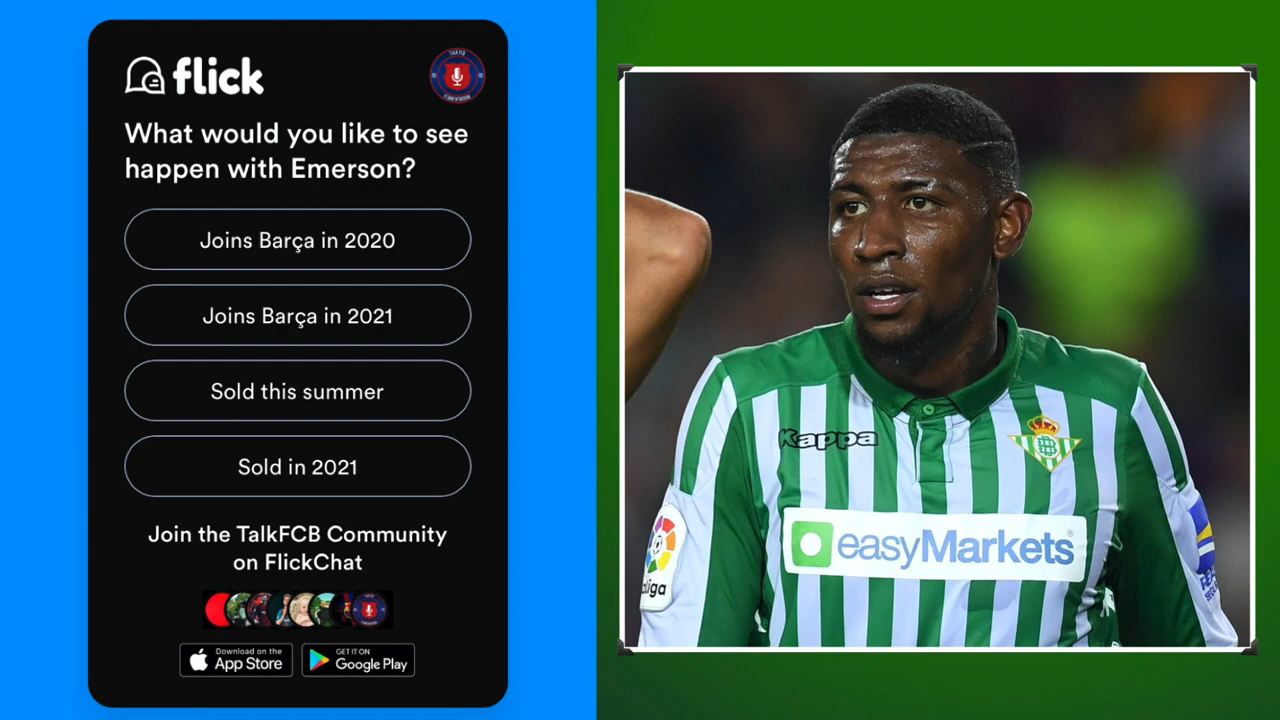 flick
What would you like to see
happen with Emerson?
Joins Barça in 2020
Joins Barça in 2021
Sold this summer
Sold in 2021
Join the TalkFCB Community
on FlickChat
Download on the
App Store
GET IT ON
Google Play
Kappa
easyMarkets